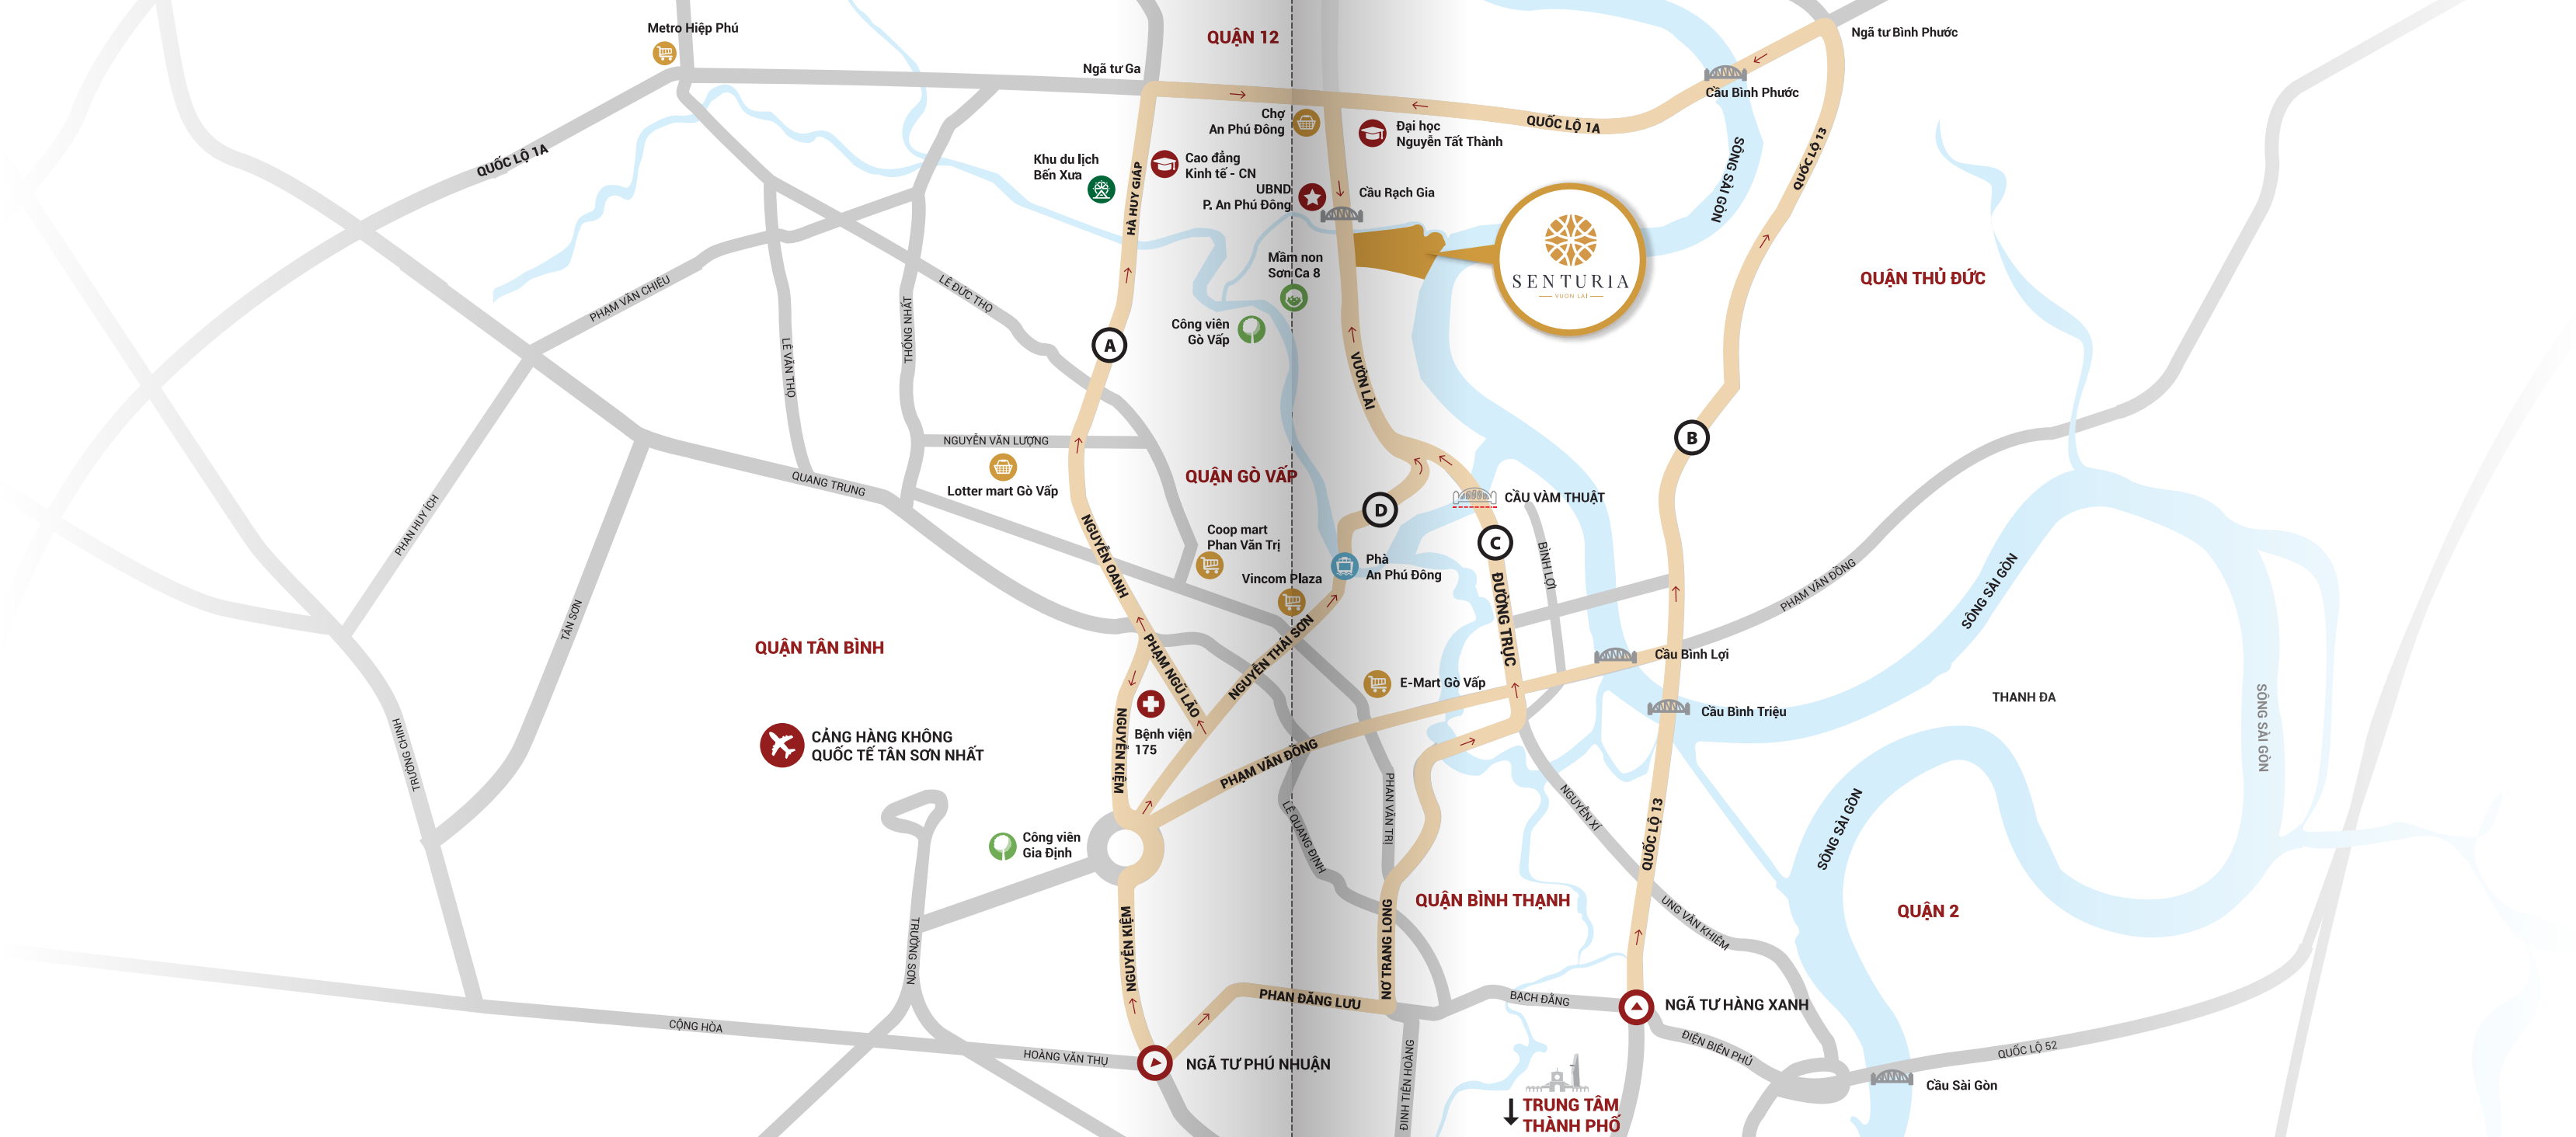 Metro Hiệp Phú
QUẬN 12
Ngã tư Bình Phước
Ngã tư Ga
Cầu Bình Phước
Chợ
An Phú Đông
Đại học
Nguyễn Tất Thành
QUỐC LỘ 1A
QUỐC LỘ 1A
QUỐC LỘ 13
SÔNG SÀI GÒN
Khu du lịch
Bến Xưa
HÀ HUY GIÁP
Cao đẳng
Kinh tế - CN
UBND
P. An Phú Đông
Cầu Rạch Gia
SENTURIA
VƯỜN LÀI
QUẬN THỦ ĐỨC
Mầm non
Sơn Ca 8
PHẠM VĂN CHIÊU
LÊ ĐỨC THỌ
THỐNG NHẤT
LÊ VĂN THỌ
Công viên
Gò Vấp
A
VƯỜN LÀI
B
NGUYỄN VĂN LƯỢNG
Lotter mart Gò Vấp
QUANG TRUNG
QUẬN GÒ VẤP
CẦU VÀM THUẬT
D
C
PHAN HUY ÍCH
NGUYỄN OANH
Coop mart
Phan Văn Trị
Vincom Plaza
Phà
An Phú Đông
BÌNH LỢI
PHẠM VĂN ĐỒNG
SÔNG SÀI GÒN
TÂN SƠN
ĐƯỜNG TRỤC
QUẬN TÂN BÌNH
PHẠM NGŨ LÃO
NGUYỄN THÁI SƠN
E-Mart Gò Vấp
Cầu Bình Lợi
Cầu Bình Triệu
THANH ĐA
SÔNG SÀI GÒN
CẢNG HÀNG KHÔNG
QUỐC TẾ TÂN SƠN NHẤT
TRƯỜNG CHINH
NGUYỄN KIỆM
Bệnh viện
175
PHẠM VĂN ĐỒNG
PHAN VĂN TRỊ
LÊ QUANG ĐỊNH
NGUYỄN XÍ
QUỐC LỘ 13
SÔNG SÀI GÒN
Công viên
Gia Định
QUẬN BÌNH THẠNH
QUẬN 2
TRƯỜNG SƠN
NGUYỄN KIỆM
NƠ TRANG LONG
UNG VĂN KHIÊM
PHAN ĐĂNG LƯU
BẠCH ĐẰNG
NGÃ TƯ HÀNG XANH
CỘNG HÒA
HOÀNG VĂN THỤ
NGÃ TƯ PHÚ NHUẬN
ĐINH TIÊN HOÀNG
ĐIỆN BIÊN PHỦ
QUỐC LỘ 52
Cầu Sài Gòn
TRUNG TÂM
THÀNH PHỐ